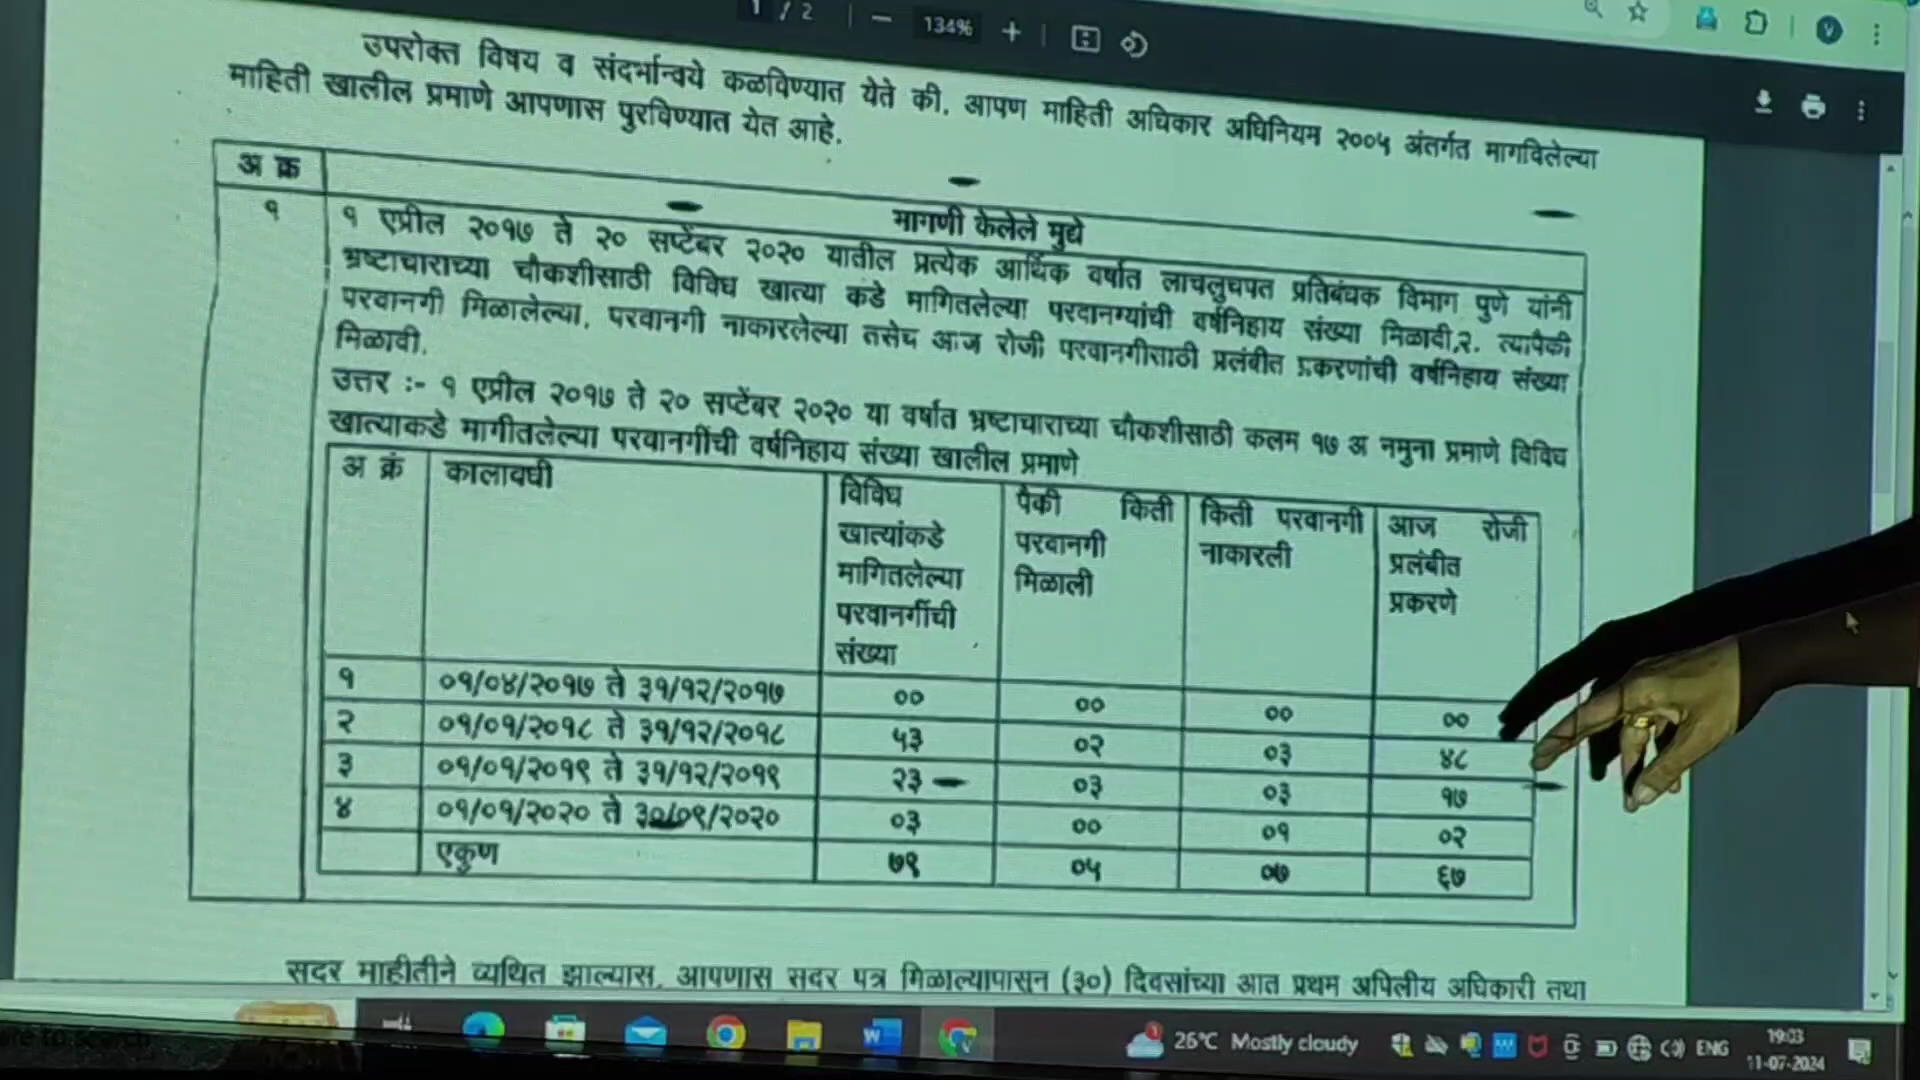 1 / 2
134%
उपरोक्त विषय व संदर्भान्वये कळविण्यात येते की. आपण माहिती अधिकार अधिनियम २००५ अंतर्गत मागविलेल्या
माहिती खालील प्रमाणे आपणास पुरविण्यात येत आहे.
अ क्र
मागणी केलेले मुद्ये
१ १ एप्रील २०१७ ते २० सप्टेंबर २०२० यातील प्रत्येक आर्थिक वर्षात लाचलुचपत प्रतिबंधक विभाग पुणे यांनी
भ्रष्टाचाराच्या चौकशीसाठी विविध खात्या कडे मागितलेल्या परवानग्यांची वर्षनिहाय संख्या मिळावी,२. त्यापैकी
परवानगी मिळालेल्या. परवानगी नाकारलेल्या तसेच आज रोजी परवानगीसाठी प्रलंबीत प्रकरणांची वर्षनिहाय संख्या
मिळावी.
उत्तर :- १ एप्रील २०१७ ते २० सप्टेंबर २०२० या वर्षात भ्रष्टाचाराच्या चौकशीसाठी कलम १७ अ नमुना प्रमाणे विविध
खात्याकडे मागीतलेल्या परवानगींची वर्षनिहाय संख्या खालील प्रमाणे
अ क्रं
कालावधी
विविध
खात्यांकडे
मागितलेल्या
परवानगींची
संख्या
पैकी किती
परवानगी
मिळाली
किती परवानगी
नाकारली
आज रोजी
प्रलंबीत
प्रकरणे
१ ०१/०४/२०१७ ते ३१/१२/२०१७ ०० ०० ०० ००
२ ०१/०१/२०१८ ते ३१/१२/२०१८ ५३ ०२ ०३ ४८
३ ०१/०१/२०१९ ते ३१/१२/२०१९ २३ ०३ ०३ १७
४ ०१/०१/२०२० ते ३०/०९/२०२० ०३ ०० ०१ ०२
एकुण ७९ ०५ ०७ ६७
सदर माहीतीने व्यथित झाल्यास. आपणास सदर पत्र मिळाल्यापासून (३०) दिवसांच्या आत प्रथम अपिलीय अधिकारी तथा
26°C Mostly cloudy
ENG
19:03
11-07-2024